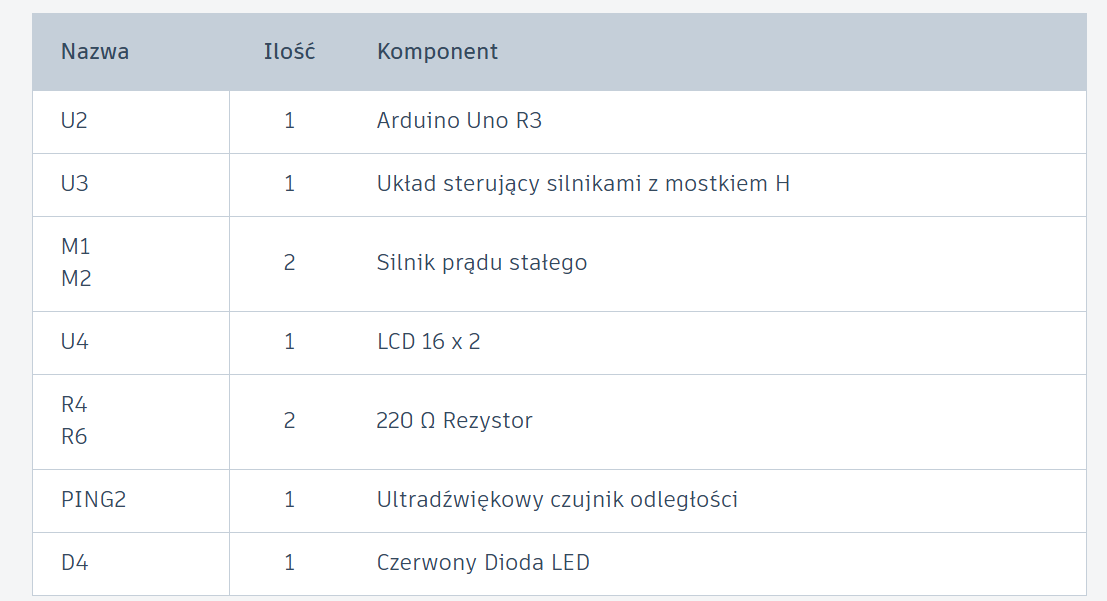 Nazwa Ilość Komponent
U2 1 Arduino Uno R3
U3 1 Układ sterujący silnikami z mostkiem H
M1
M2 2 Silnik prądu stałego
U4 1 LCD 16 x 2
R4
R6 2 220 Ω Rezystor
PING2 1 Ultradźwiękowy czujnik odległości
D4 1 Czerwony Dioda LED